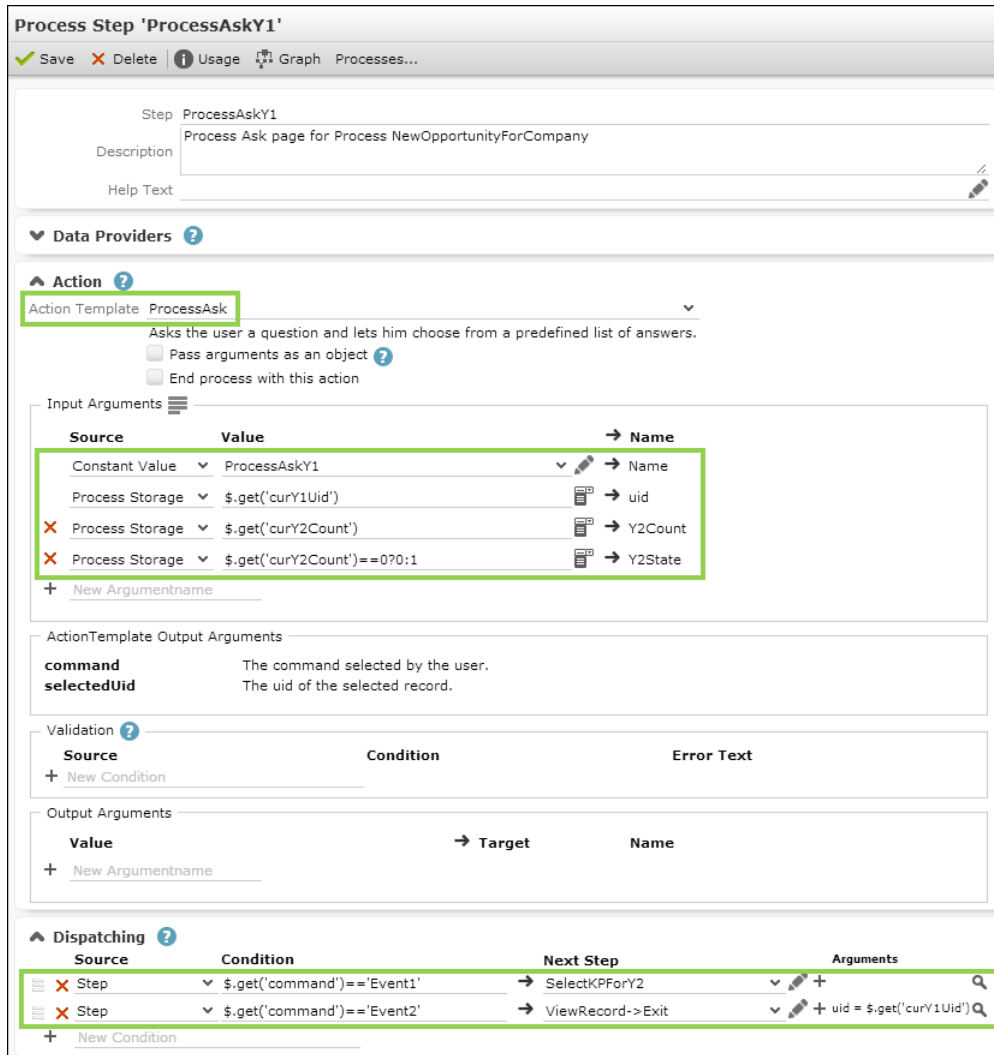 Process Step 'ProcessAskY1'
Save Delete Usage Graph Processes...
Step ProcessAskY1
Description Process Ask page for Process NewOpportunityForCompany
Help Text
Data Providers ?
Action ?
Action Template ProcessAsk
Asks the user a question and lets him choose from a predefined list of answers.
Pass arguments as an object ?
End process with this action
Input Arguments
Source Value → Name
Constant Value ProcessAskY1 → Name
Process Storage $.get('curY1Uid') → uid
Process Storage $.get('curY2Count') → Y2Count
Process Storage $.get('curY2Count')==0?0:1 → Y2State
+ New Argumentname
ActionTemplate Output Arguments
command The command selected by the user.
selectedUid The uid of the selected record.
Validation ?
Source Condition Error Text
+ New Condition
Output Arguments
Value → Target Name
+ New Argumentname
Dispatching ?
Source Condition Next Step Arguments
Step $.get('command')=='Event1' → SelectKPForY2 +
Step $.get('command')=='Event2' → ViewRecord->Exit + uid = $.get('curY1Uid')
+ New Condition